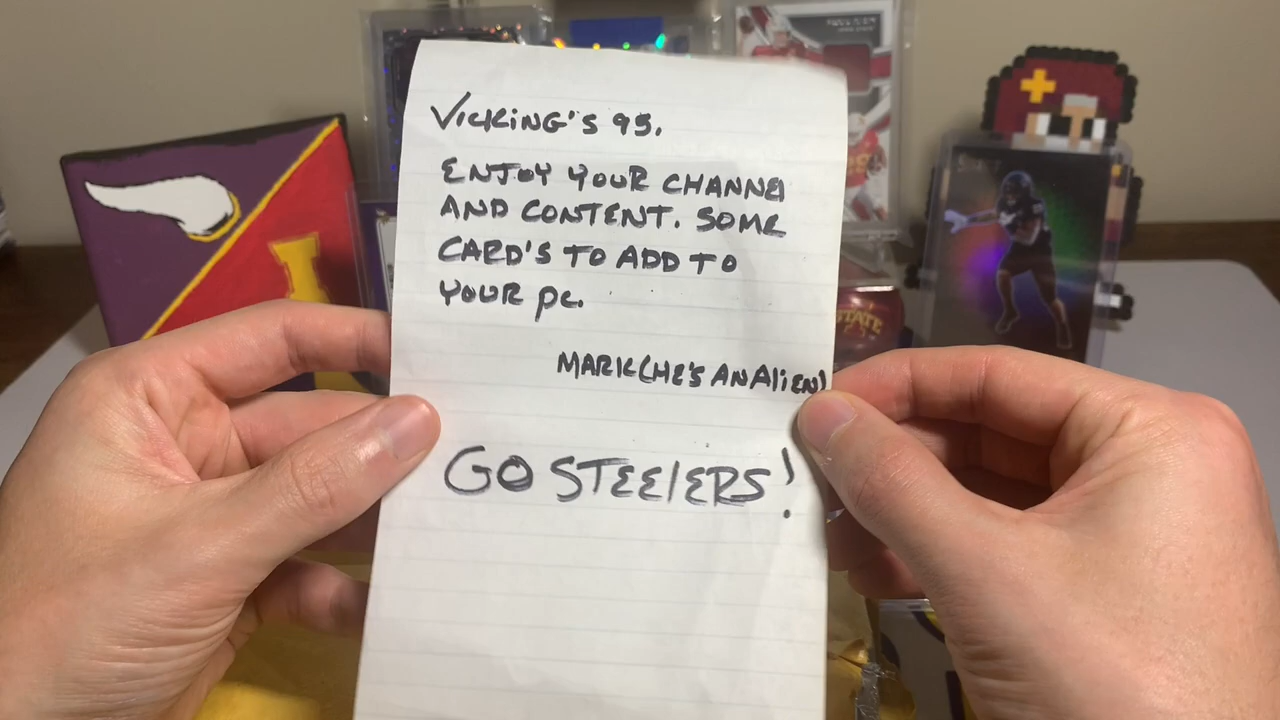 VICKING'S 95.
ENJOY YOUR CHANNEl
AND CONTENT. SOME
CARD'S TO ADD TO
YOUR pc.
MARK(HE'S AN AliEN)
GO STEElERS!
STATE